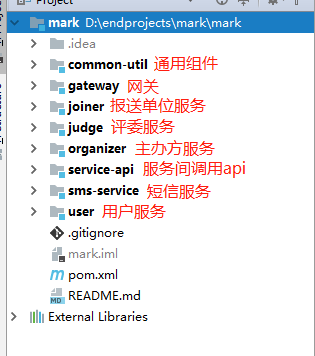 Project
mark D:\endprojects\mark\mark
.idea
common-util 通用组件
gateway 网关
joiner 报送单位服务
judge 评委服务
organizer 主办方服务
service-api 服务间调用api
sms-service 短信服务
user 用户服务
.gitignore
mark.iml
pom.xml
README.md
External Libraries